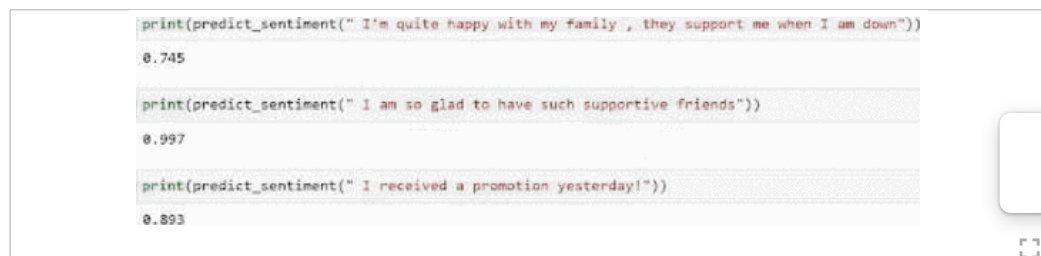 print(predict_sentiment(" I'm quite happy with my family , they support me when I am down"))
0.745
print(predict_sentiment(" I am so glad to have such supportive friends"))
0.997
print(predict_sentiment(" I received a promotion yesterday!"))
0.893